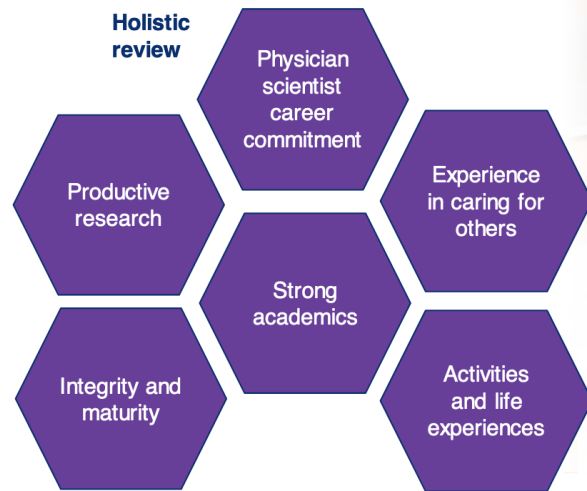 Holistic
review
Physician
scientist
career
commitment
Productive
research
Experience
in caring for
others
Strong
academics
Integrity and
maturity
Activities
and life
experiences